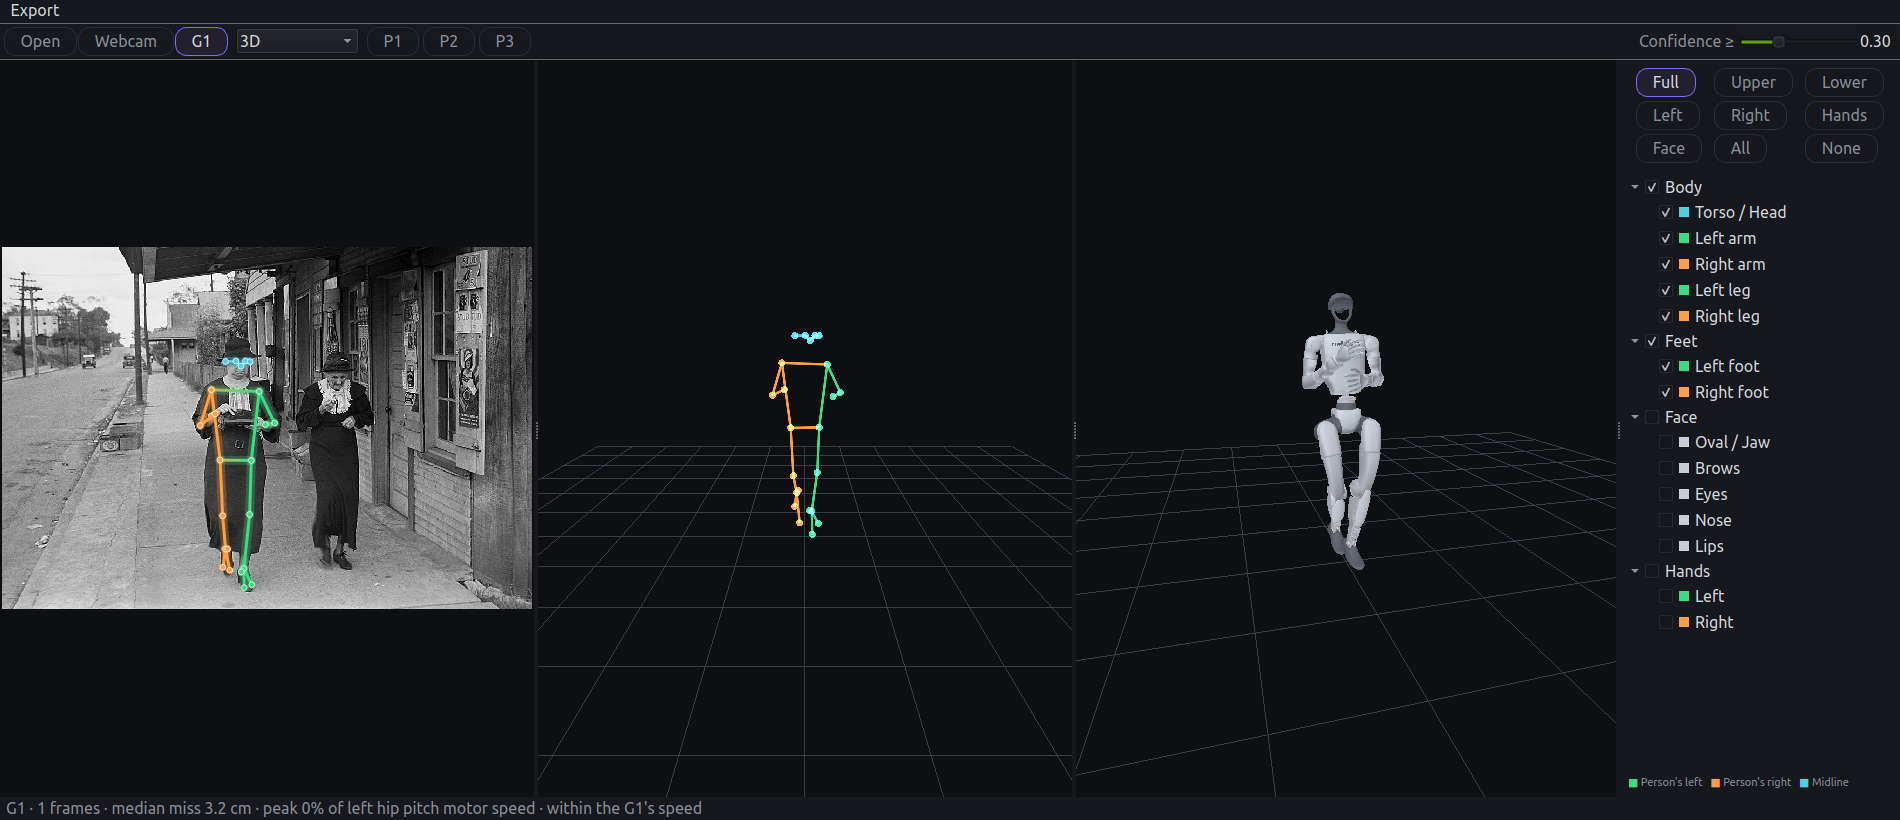 Export
Open Webcam G1 3D P1 P2 P3 Confidence ≥ 0.30
Full Upper Lower
Left Right Hands
Face All None
Body
Torso / Head
Left arm
Right arm
Left leg
Right leg
Feet
Left foot
Right foot
Face
Oval / Jaw
Brows
Eyes
Nose
Lips
Hands
Left
Right
Person's left Person's right Midline
G1 · 1 frames · median miss 3.2 cm · peak 0% of left hip pitch motor speed · within the G1's speed